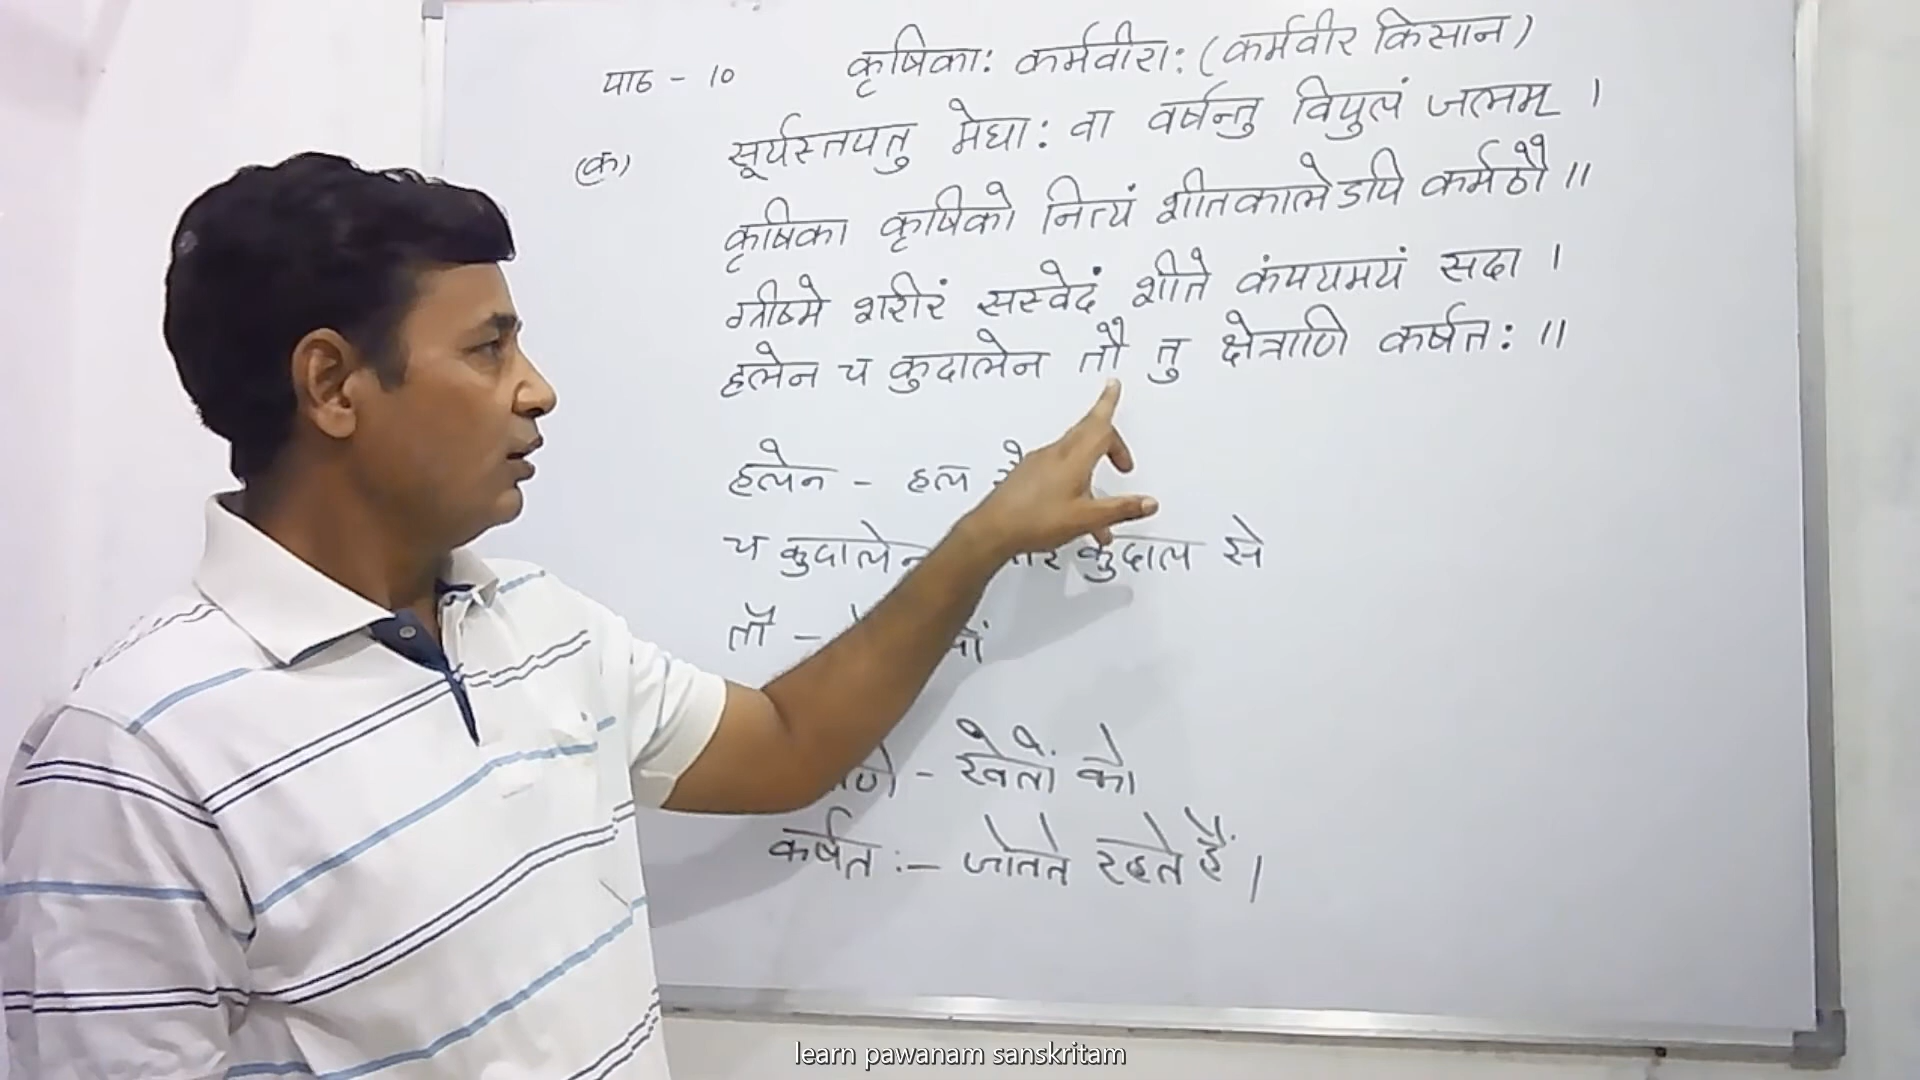 पाठ - 10 कृषिका: कर्मवीरा: (कर्मवीर किसान)
(क) सूर्यस्तपतु मेघा: वा वर्षन्तु विपुलं जलम् ।
कृषिका कृषिको नित्यं शीतकालेऽपि कर्मठौ ॥
ग्रीष्मे शरीरं सस्वेदं शीते कंपयमयं सदा ।
हलेन च कुदालेन तौ तु क्षेत्राणि कर्षत: ॥
हलेन - हल से
च कुदालेन कुदाल से
तौ -
- खेतों को
कर्षत :- जोतते रहते हैं ।
learn pawanam sanskritam